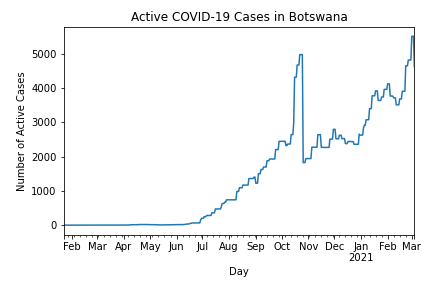 Active COVID-19 Cases in Botswana
Number of Active Cases
5000
4000
3000
2000
1000
0
Feb Mar Apr May Jun Jul Aug Sep Oct Nov Dec Jan Feb Mar
2021
Day